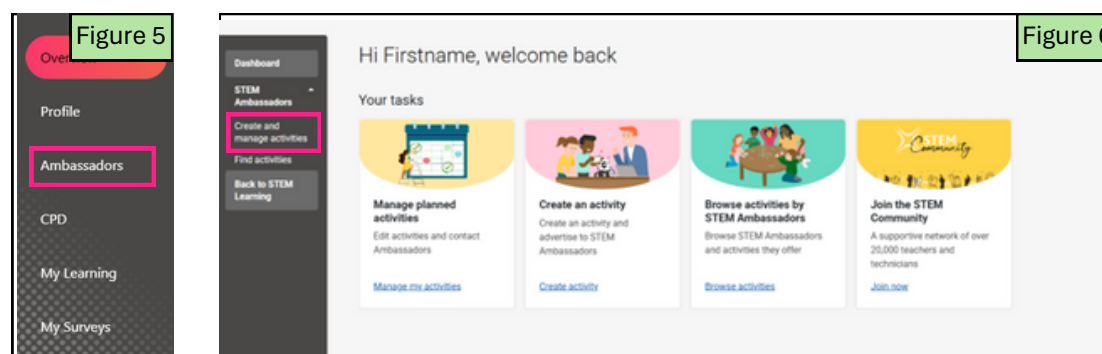 Figure 5
Profile
Ambassadors
CPD
My Learning
My Surveys
Figure
Dashboard
STEM
Ambassadors
Create and
manage activities
Find activities
Back to STEM
Learning
Hi Firstname, welcome back
Your tasks
Manage planned
activities
Edit activities and contact
Ambassadors
Manage my activities
Create an activity
Create an activity and
advertise to STEM
Ambassadors
Create activity
Browse activities by
STEM Ambassadors
Browse STEM Ambassadors
and activities they offer
Browse activities
STEM
Community
Join the STEM
Community
A supportive network of over
20,000 teachers and
technicians
Join now